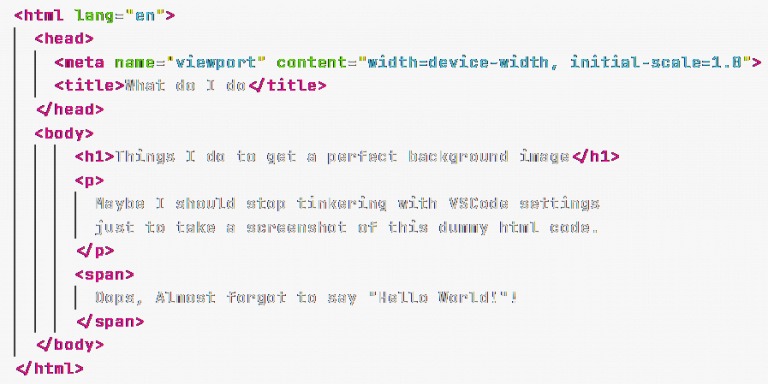 <html lang="en">
<head>
<meta name="viewport" content="width=device-width, initial-scale=1.0">
<title>What do I do</title>
</head>
<body>
<h1>Things I do to get a perfect background image</h1>
<p>
Maybe I should stop tinkering with VSCode settings
just to take a screenshot of this dummy html code.
</p>
<span>
Oops, Almost forgot to say "Hello World!"!
</span>
</body>
</html>